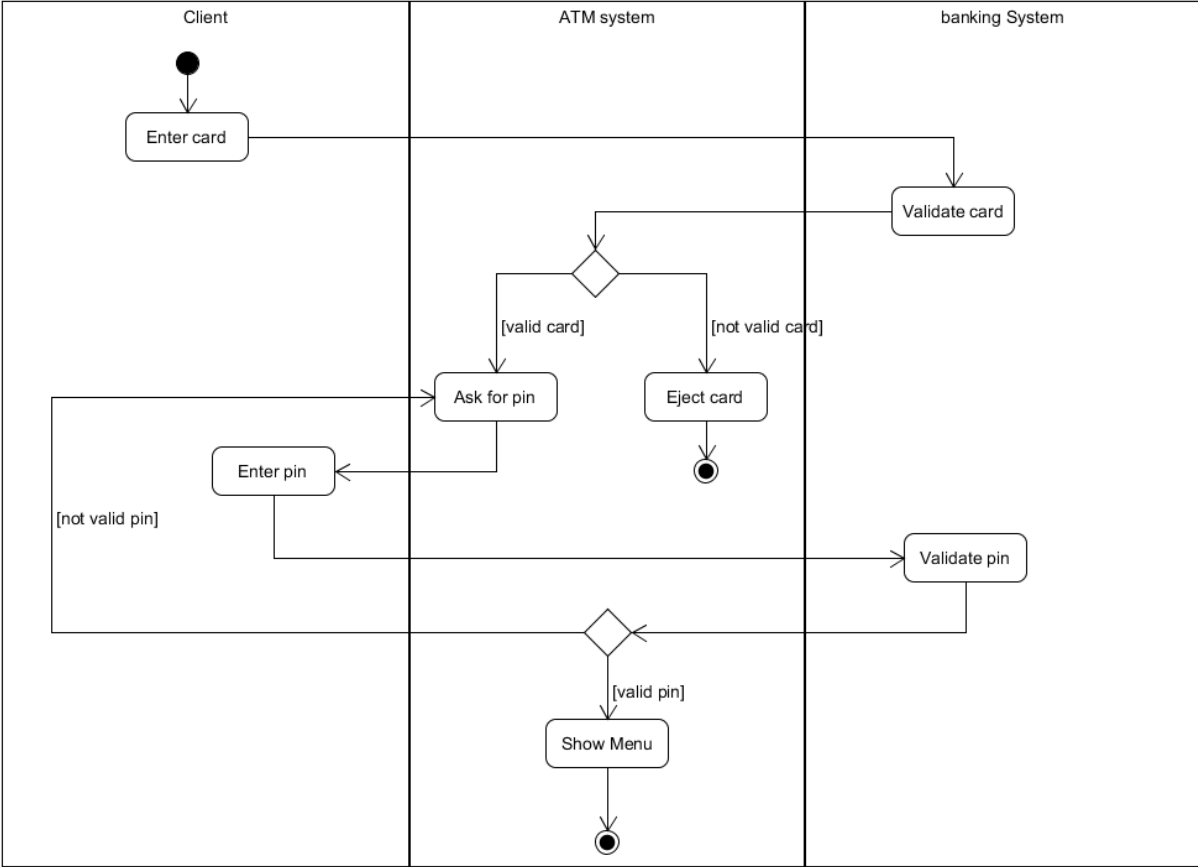 Client
ATM system
banking System
Enter card
Validate card
[valid card]
[not valid card]
Ask for pin
Eject card
Enter pin
[not valid pin]
Validate pin
[valid pin]
Show Menu